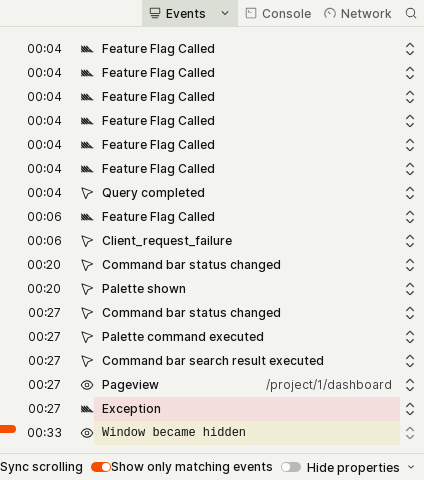 Events Console Network
00:04 Feature Flag Called
00:04 Feature Flag Called
00:04 Feature Flag Called
00:04 Feature Flag Called
00:04 Feature Flag Called
00:04 Feature Flag Called
00:04 Query completed
00:06 Feature Flag Called
00:06 Client_request_failure
00:20 Command bar status changed
00:20 Palette shown
00:27 Command bar status changed
00:27 Palette command executed
00:27 Command bar search result executed
00:27 Pageview /project/1/dashboard
00:27 Exception
00:33 Window became hidden
Sync scrolling Show only matching events Hide properties